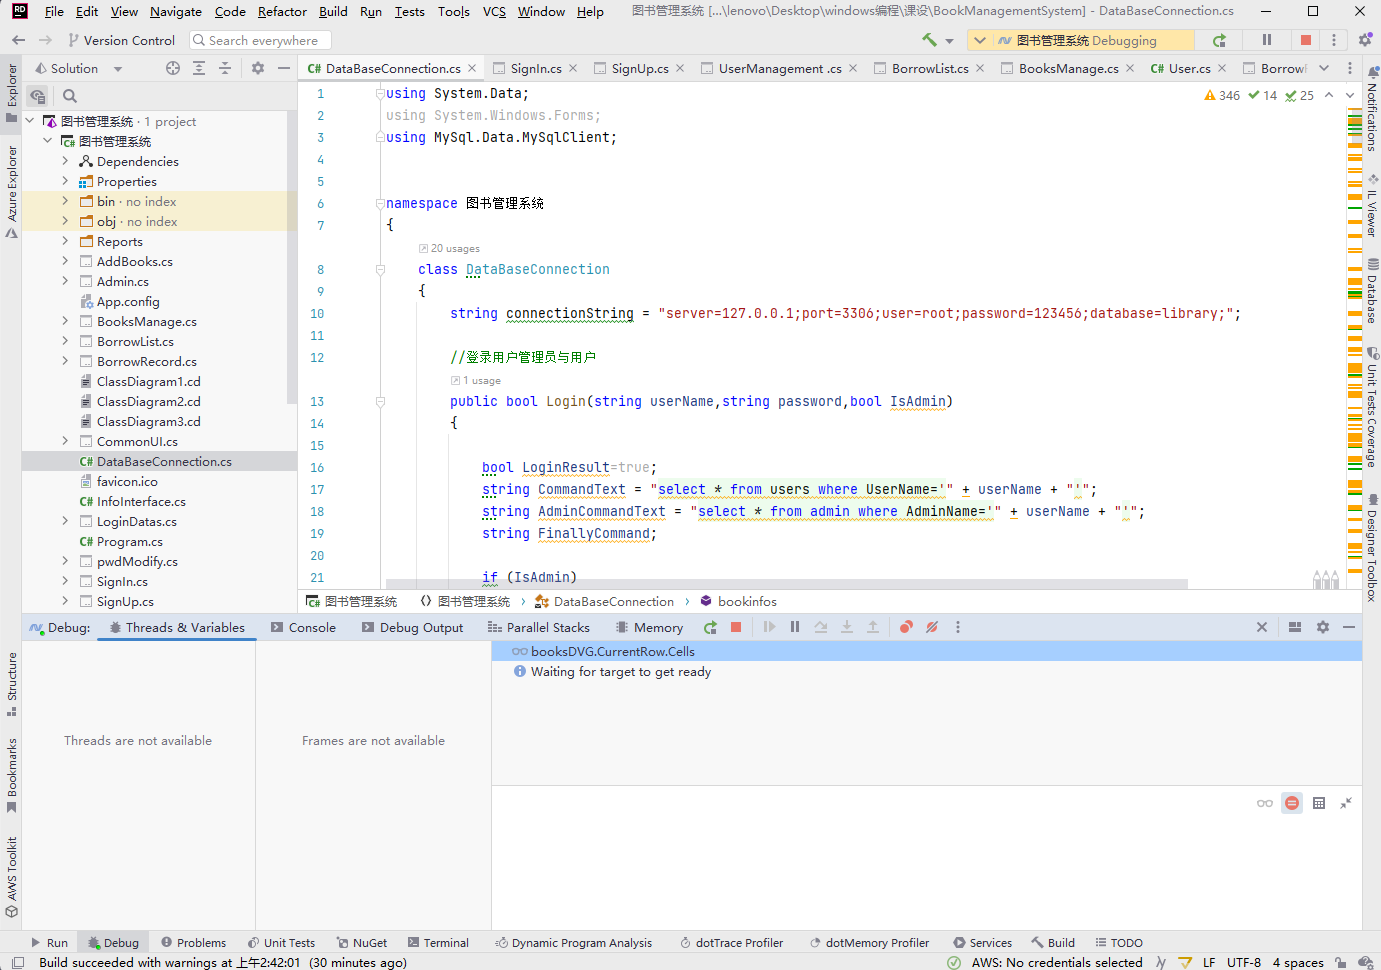 RD File Edit View Navigate Code Refactor Build Run Tests Tools VCS Window Help 图书管理系统 [...\lenovo\Desktop\windows编程\课设\BookManagementSystem] - DataBaseConnection.cs
Version Control Search everywhere 图书管理系统 Debugging
Solution
C# DataBaseConnection.cs SignIn.cs SignUp.cs UserManagement .cs BorrowList.cs BooksManage.cs C# User.cs Borrow
346 14 25
图书管理系统 · 1 project
图书管理系统
Dependencies
Properties
bin · no index
obj · no index
Reports
AddBooks.cs
Admin.cs
App.config
BooksManage.cs
BorrowList.cs
BorrowRecord.cs
ClassDiagram1.cd
ClassDiagram2.cd
ClassDiagram3.cd
CommonUI.cs
C# DataBaseConnection.cs
favicon.ico
C# InfoInterface.cs
LoginDatas.cs
C# Program.cs
pwdModify.cs
SignIn.cs
SignUp.cs
1 using System.Data;
2 using System.Windows.Forms;
3 using MySql.Data.MySqlClient;
4
5
6 namespace 图书管理系统
7 {
20 usages
8 class DataBaseConnection
9 {
10 string connectionString = "server=127.0.0.1;port=3306;user=root;password=123456;database=library;";
11
12 //登录用户管理员与用户
1 usage
13 public bool Login(string userName,string password,bool IsAdmin)
14 {
15
16 bool LoginResult=true;
17 string CommandText = "select * from users where UserName='" + userName + "'";
18 string AdminCommandText = "select * from admin where AdminName='" + userName + "'";
19 string FinallyCommand;
20
21 if (IsAdmin)
图书管理系统 图书管理系统 DataBaseConnection bookinfos
Explorer
Azure Explorer
Structure
Bookmarks
AWS Toolkit
Notifications
IL Viewer
Database
Unit Tests Coverage
Designer Toolbox
Debug: Threads & Variables Console Debug Output Parallel Stacks Memory
booksDVG.CurrentRow.Cells
Waiting for target to get ready
Threads are not available
Frames are not available
Run Debug Problems Unit Tests NuGet Terminal Dynamic Program Analysis dotTrace Profiler dotMemory Profiler Services Build TODO
Build succeeded with warnings at 上午2:42:01 (30 minutes ago) AWS: No credentials selected LF UTF-8 4 spaces